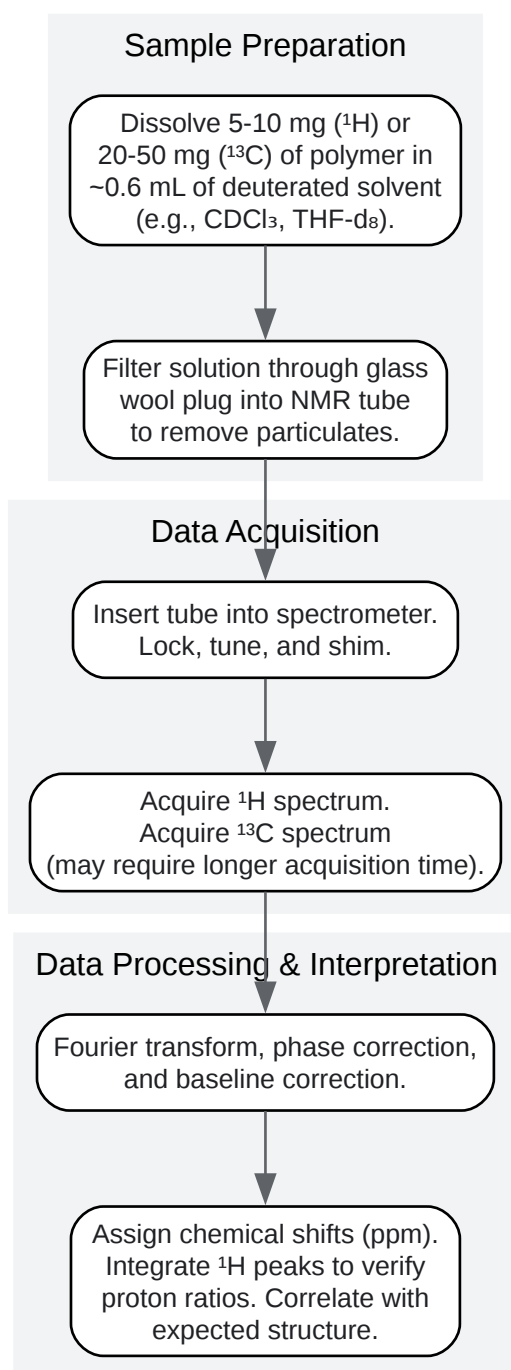 Sample Preparation
Dissolve 5-10 mg (¹H) or
20-50 mg (¹³C) of polymer in
~0.6 mL of deuterated solvent
(e.g., CDCl₃, THF-d₈).
Filter solution through glass
wool plug into NMR tube
to remove particulates.
Data Acquisition
Insert tube into spectrometer.
Lock, tune, and shim.
Acquire ¹H spectrum.
Acquire ¹³C spectrum
(may require longer acquisition time).
Data Processing & Interpretation
Fourier transform, phase correction,
and baseline correction.
Assign chemical shifts (ppm).
Integrate ¹H peaks to verify
proton ratios. Correlate with
expected structure.